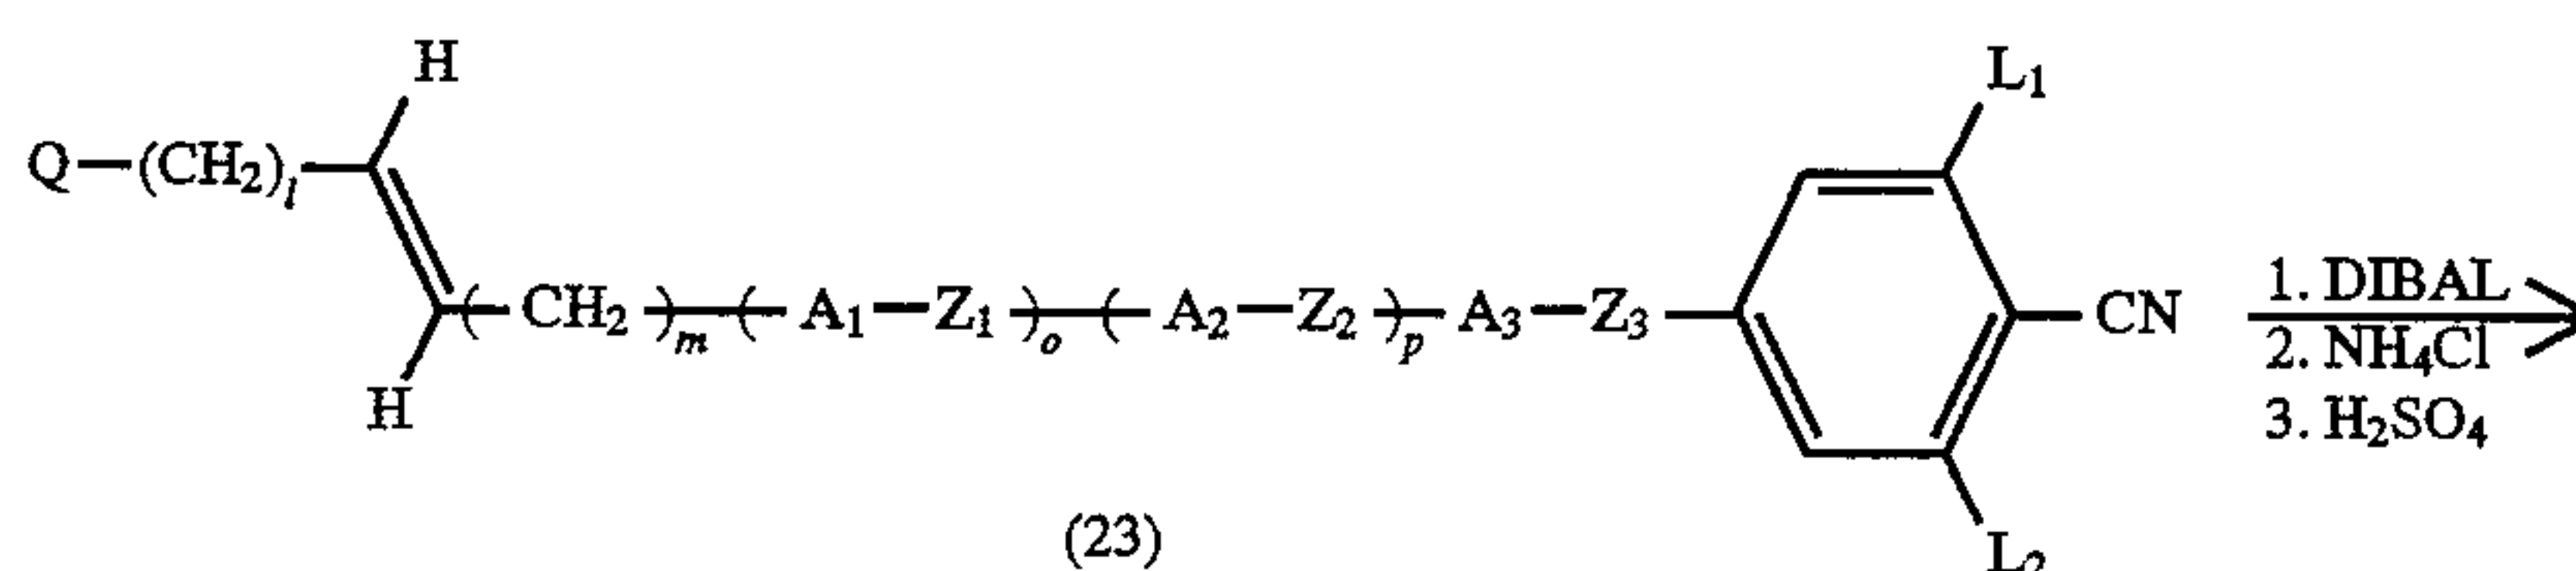 H
L1
Q—(CH2)l
( CH2 )m ( A1—Z1 )o ( A2—Z2 )p A3—Z3 CN
H
L2
1. DIBAL
2. NH4Cl
3. H2SO4
(23)